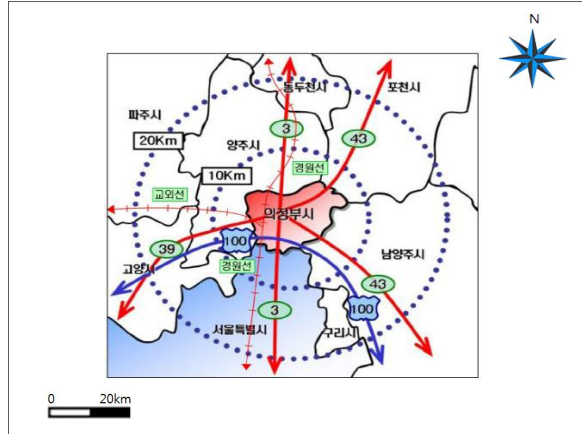 N
동두천시
포천시
파주시
3
20Km
양주시
43
10Km
경원선
교외선
의정부시
100
39
남양주시
고양시
경원선
43
3
100
서울특별시
구리시
0 20km